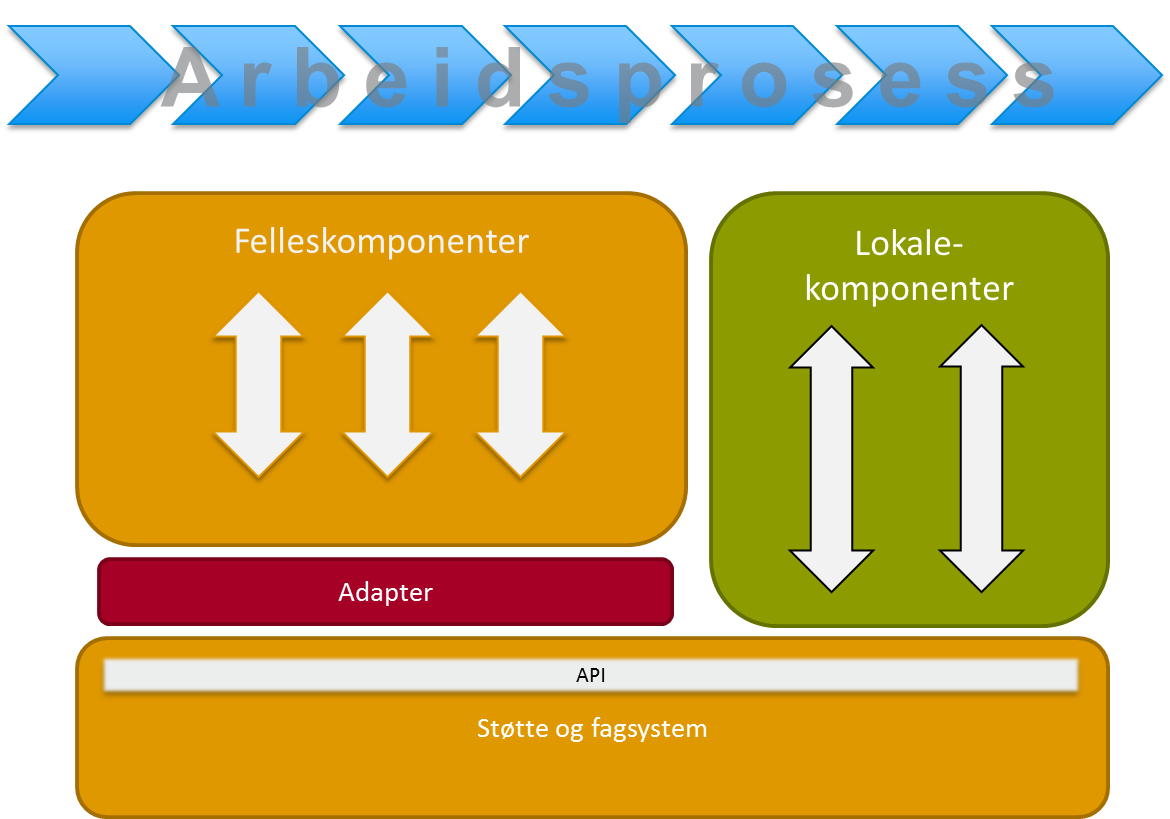 Arbeidsprosess
Felleskomponenter
Lokale-
komponenter
Adapter
API
Støtte og fagsystem